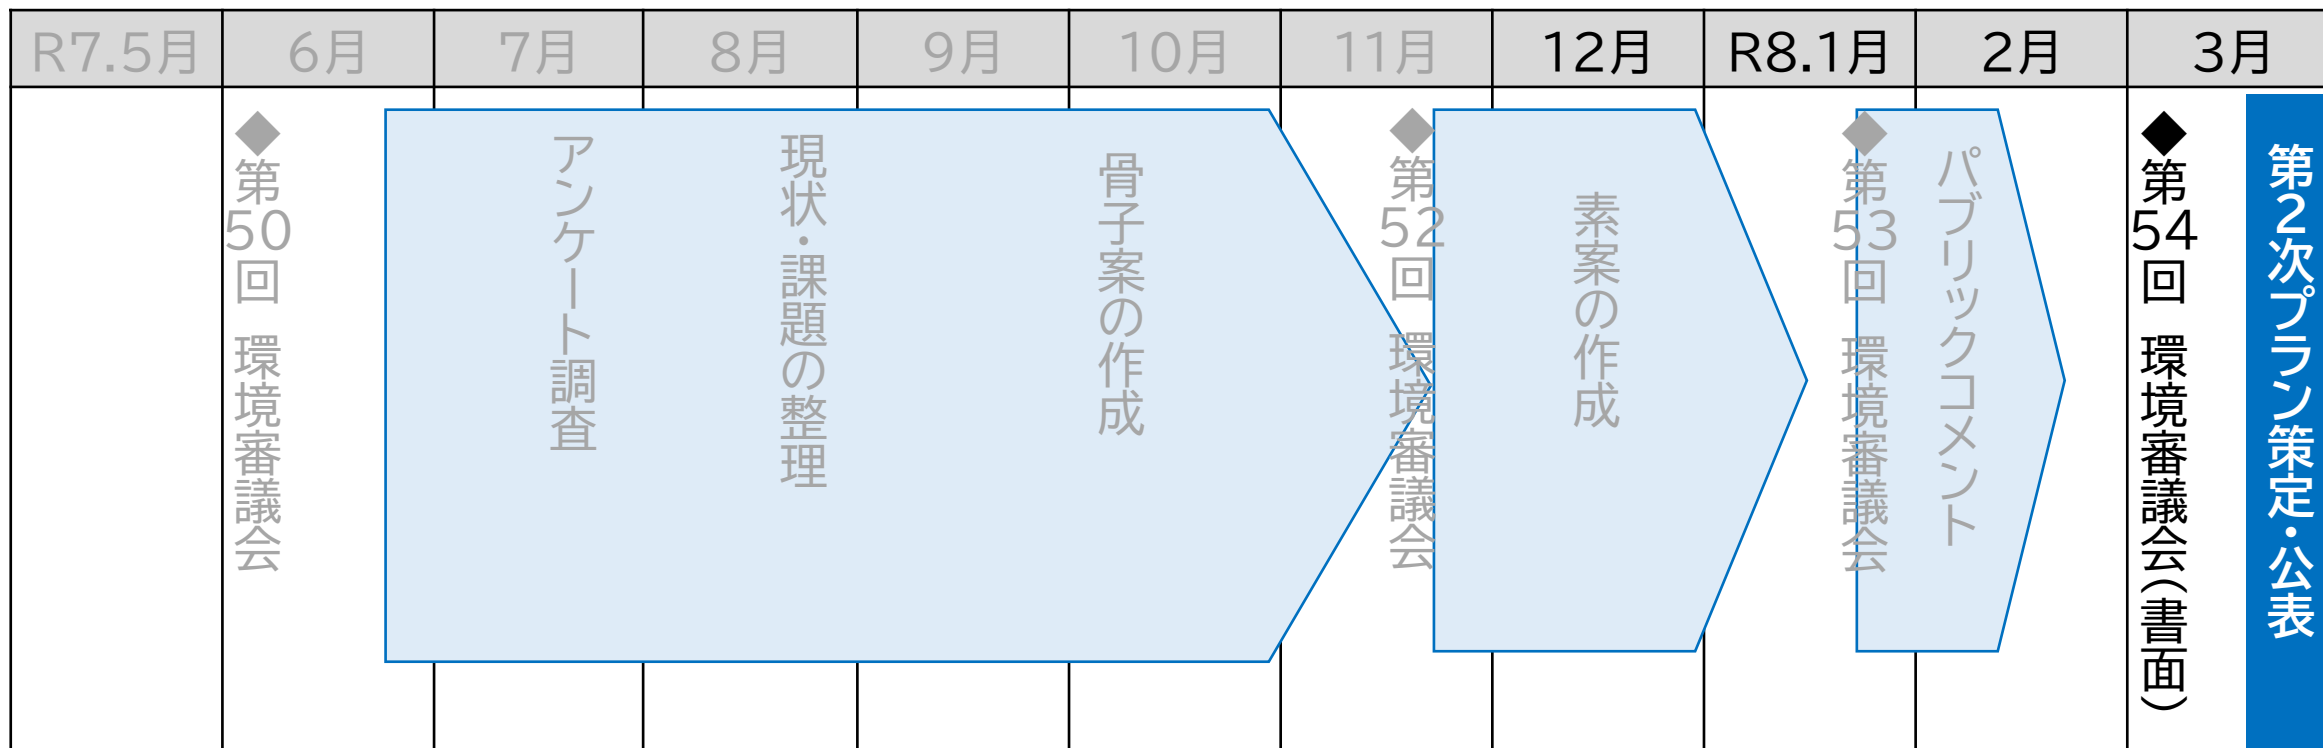 R7.5月
6月
7月
8月
9月
10月
11月
12月
R8.1月
2月
3月
◆第50回 環境審議会
アンケート調査
現状・課題の整理
骨子案の作成
◆第52回 環境審議会
素案の作成
◆第53回 環境審議会
パブリックコメント
◆第54回 環境審議会(書面)
第2次プラン策定・公表